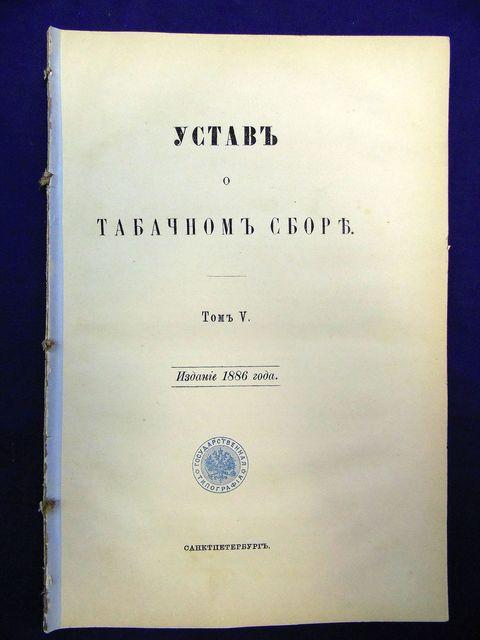 УСТАВЪ
О
ТАБАЧНОМЪ СБОРѢ.
Томъ V.
Изданіе 1886 года.
ГОСУДАРСТВЕННАЯ
ТИПОГРАФІЯ
САНКТПЕТЕРБУРГЪ.